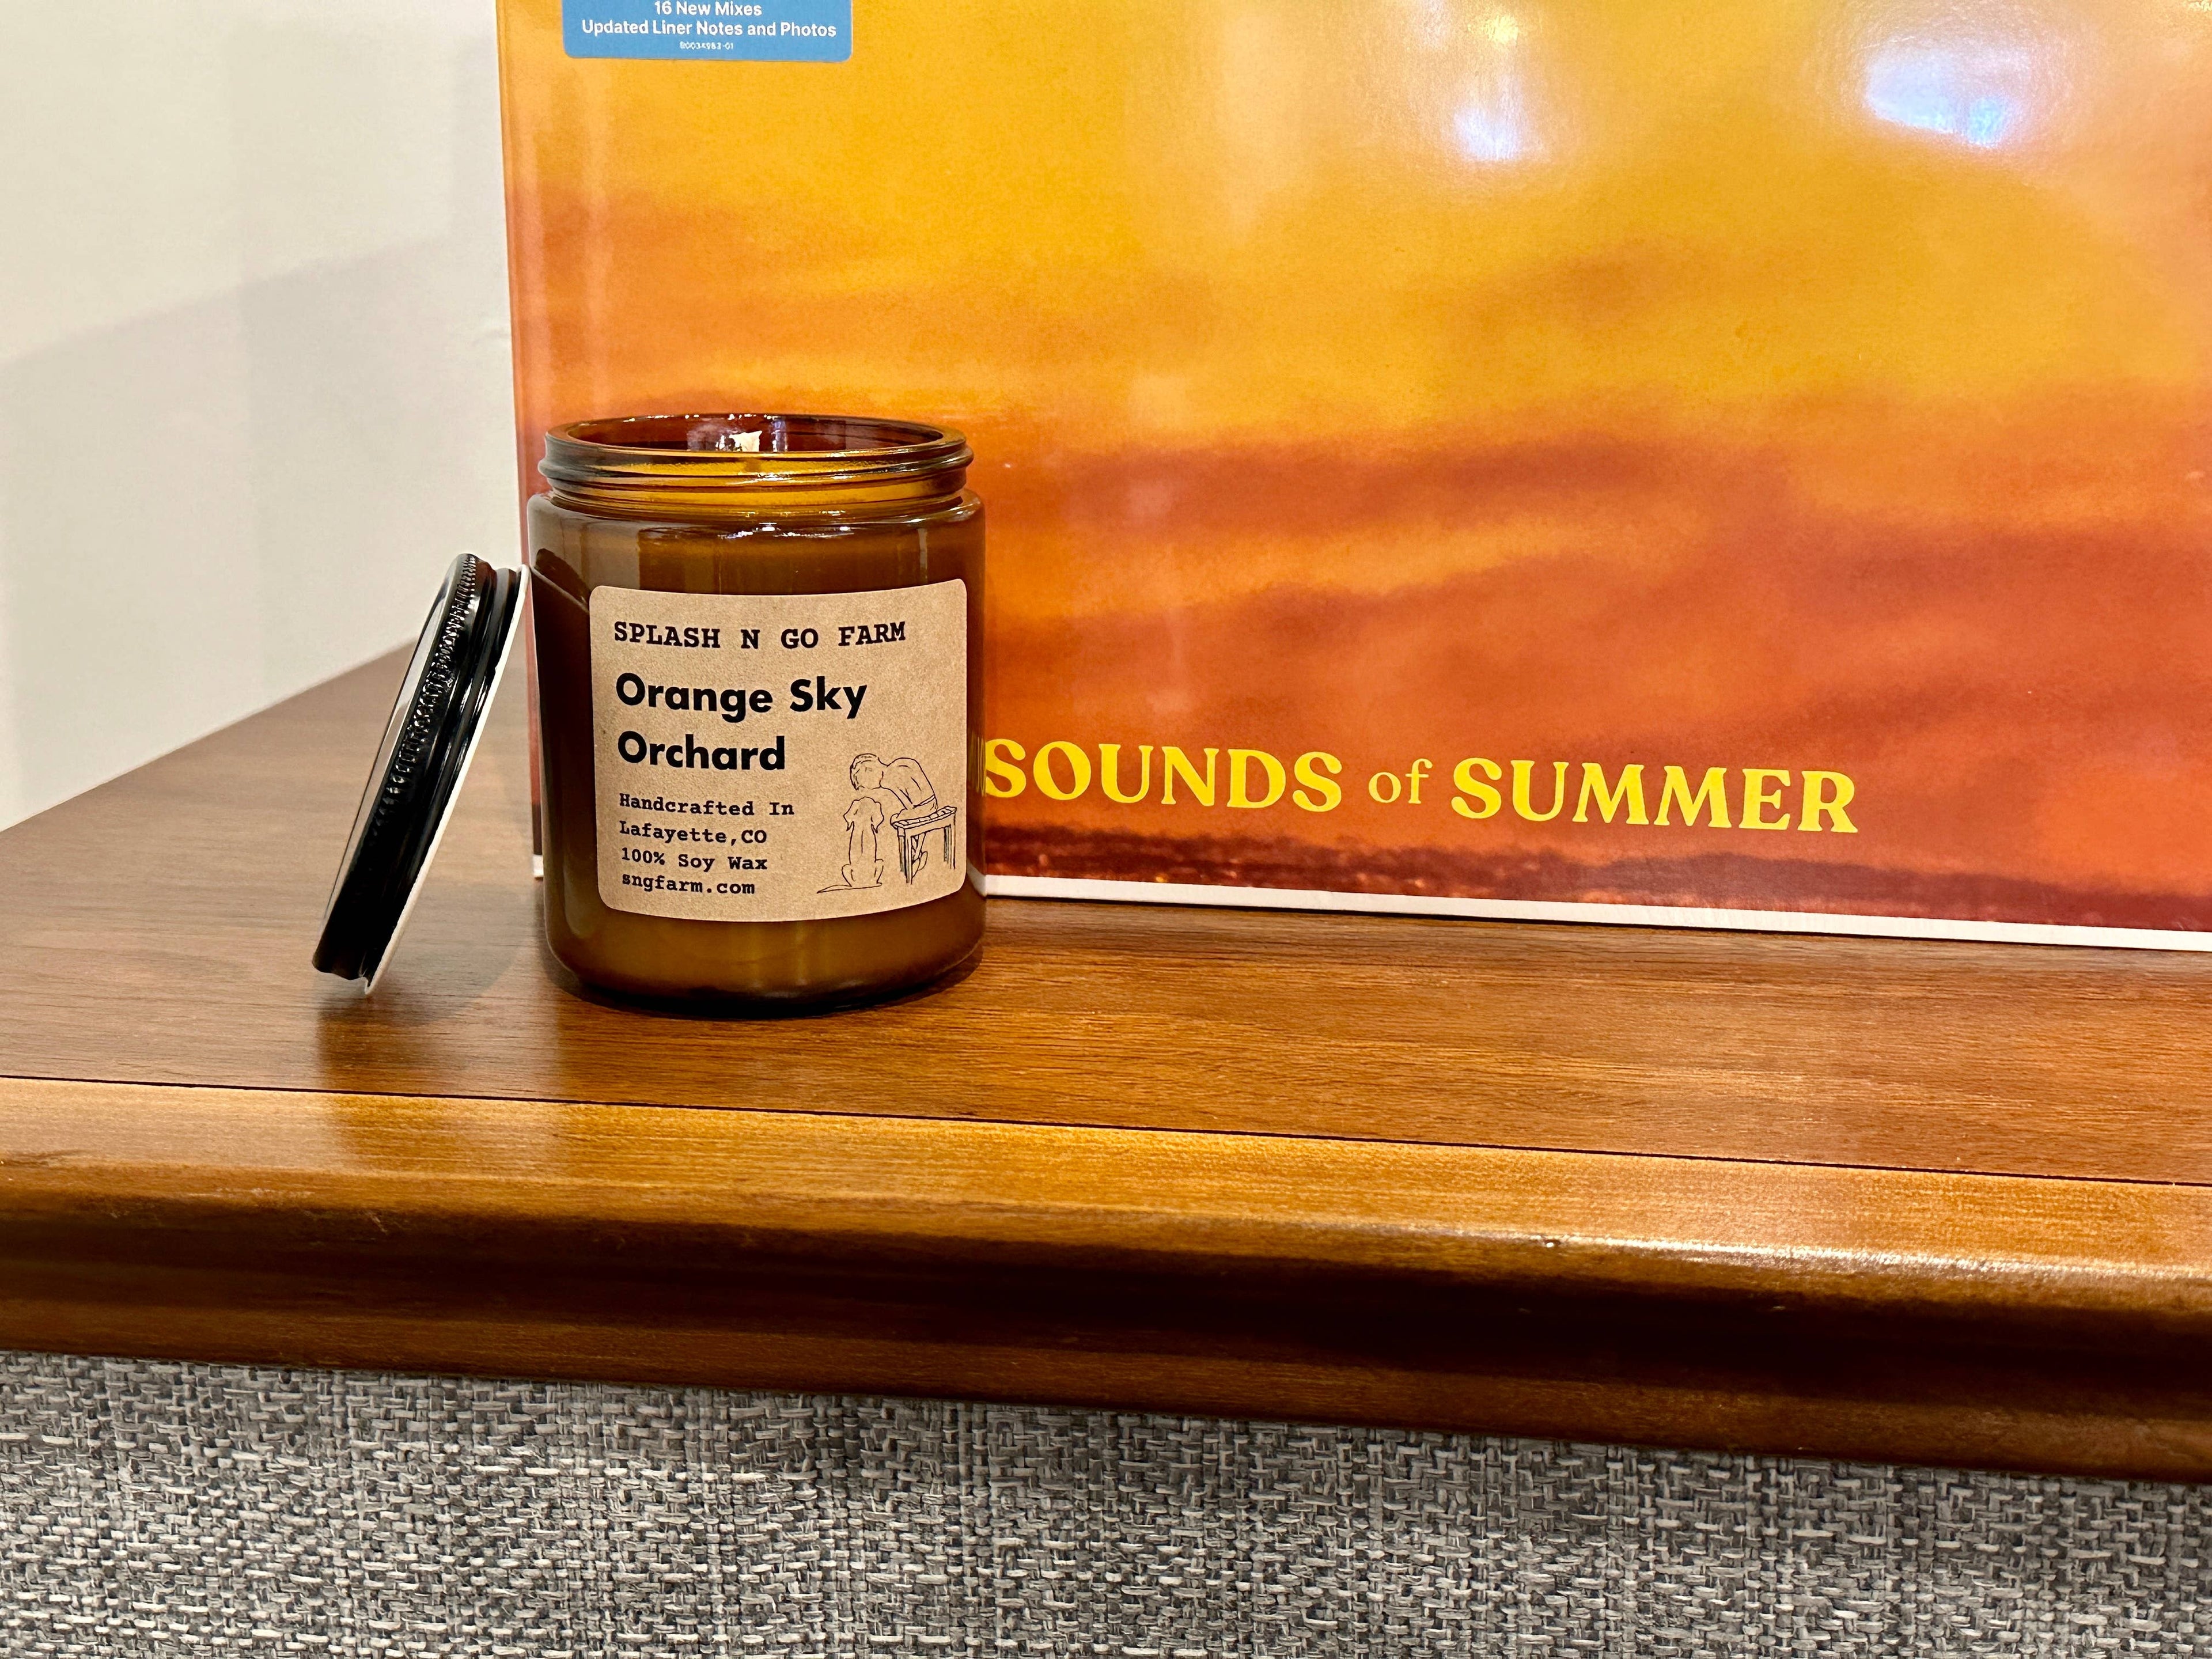 16 New Mixes
Updated Liner Notes and Photos
SPLASH N GO FARM
Orange Sky
Orchard
Handcrafted In
Lafayette,CO
100% Soy Wax
sngfarm.com
SOUNDS of SUMMER